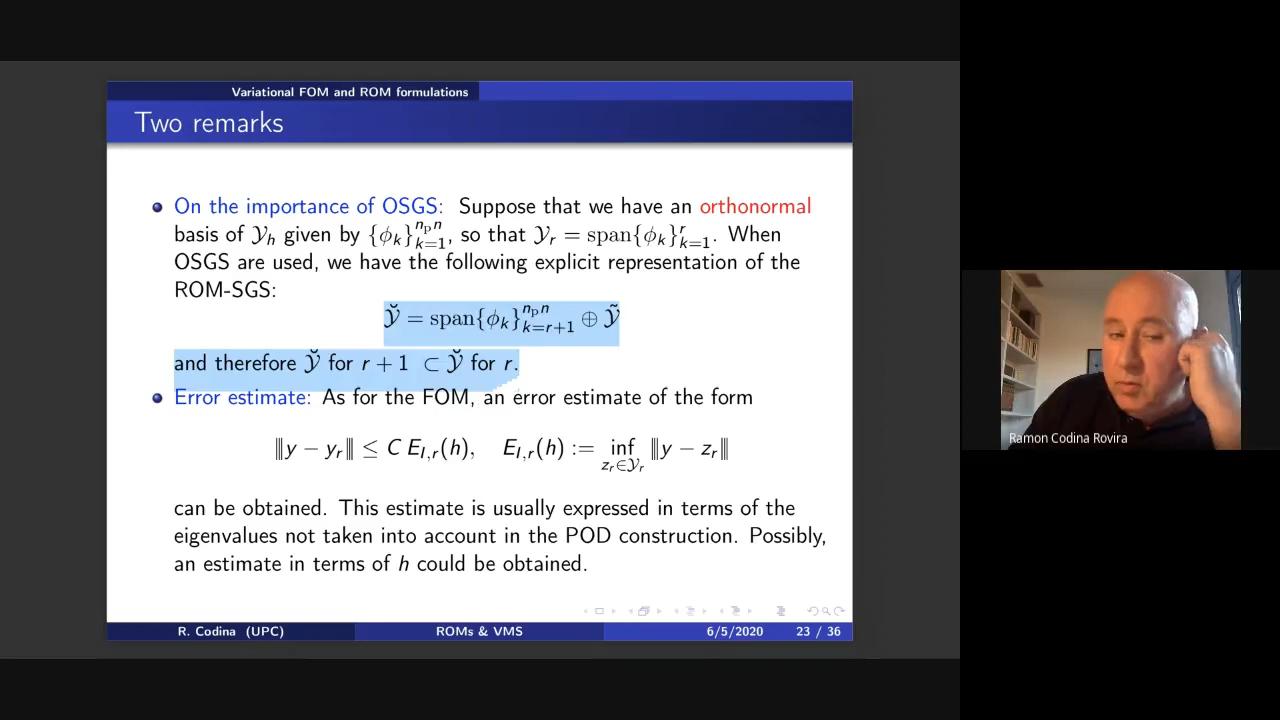 Variational FOM and ROM formulations
Two remarks
On the importance of OSGS: Suppose that we have an orthonormal
basis of 𝒴_h given by {ϕ_k}_{k=1}^{n_p n}, so that 𝒴_r = span{ϕ_k}_{k=1}^{r}. When
OSGS are used, we have the following explicit representation of the
ROM-SGS:
𝒴̆ = span{ϕ_k}_{k=r+1}^{n_p n} ⊕ 𝒴̃
and therefore 𝒴̆ for r + 1 ⊂ 𝒴̆ for r.
Error estimate: As for the FOM, an error estimate of the form
⦀y − y_r⦀ ≤ C E_{I,r}(h), E_{I,r}(h) := inf_{z_r∈𝒴_r} ⦀y − z_r⦀
can be obtained. This estimate is usually expressed in terms of the
eigenvalues not taken into account in the POD construction. Possibly,
an estimate in terms of h could be obtained.
R. Codina (UPC) ROMs & VMS 6/5/2020 23 / 36
Ramon Codina Rovira